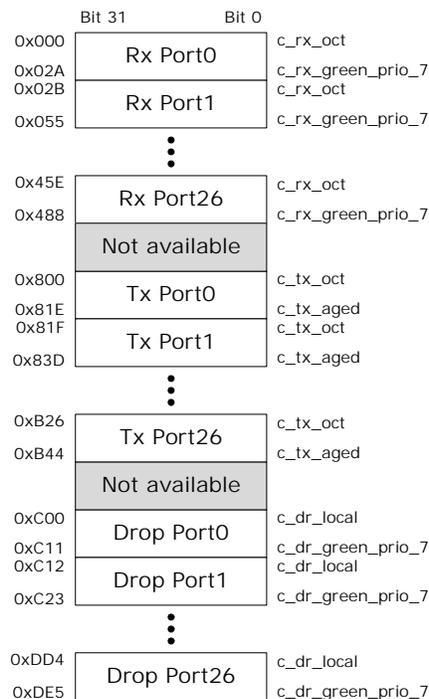 Bit 31 Bit 0
0x000 c_rx_oct
Rx Port0
0x02A c_rx_green_prio_7
0x02B c_rx_oct
Rx Port1
0x055 c_rx_green_prio_7
0x45E c_rx_oct
Rx Port26
0x488 c_rx_green_prio_7
Not available
0x800 c_tx_oct
Tx Port0
0x81E c_tx_aged
0x81F c_tx_oct
Tx Port1
0x83D c_tx_aged
0xB26 c_tx_oct
Tx Port26
0xB44 c_tx_aged
Not available
0xC00 c_dr_local
Drop Port0
0xC11 c_dr_green_prio_7
0xC12 c_dr_local
Drop Port1
0xC23 c_dr_green_prio_7
0xDD4 c_dr_local
Drop Port26
0xDE5 c_dr_green_prio_7